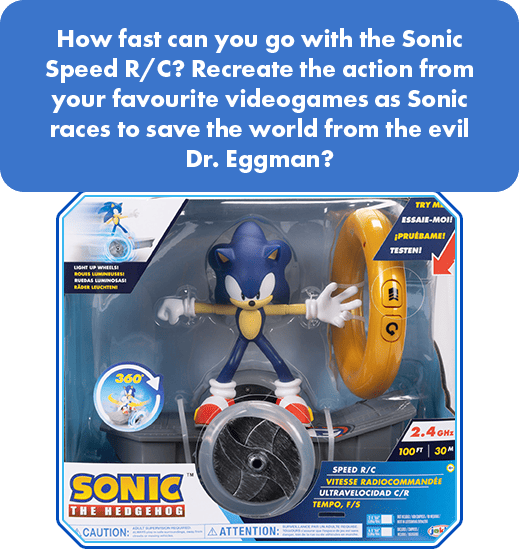 How fast can you go with the Sonic
Speed R/C? Recreate the action from
your favourite videogames as Sonic
races to save the world from the evil
Dr. Eggman?
TRY ME
ESSAIE-MOI!
¡PRUÉBAME!
TESTEN!
LIGHT UP WHEELS!
ROUES LUMINEUSES!
RUEDAS LUMINOSAS!
RÄDER LEUCHTEN!
360°
2.4 GHz
100 FT | 30 M
SPEED R/C
VITESSE RADIOCOMMANDÉE
ULTRAVELOCIDAD C/R
TEMPO, F/S
SONIC™
THE HEDGEHOG
CAUTION:
ATTENTION:
jakks